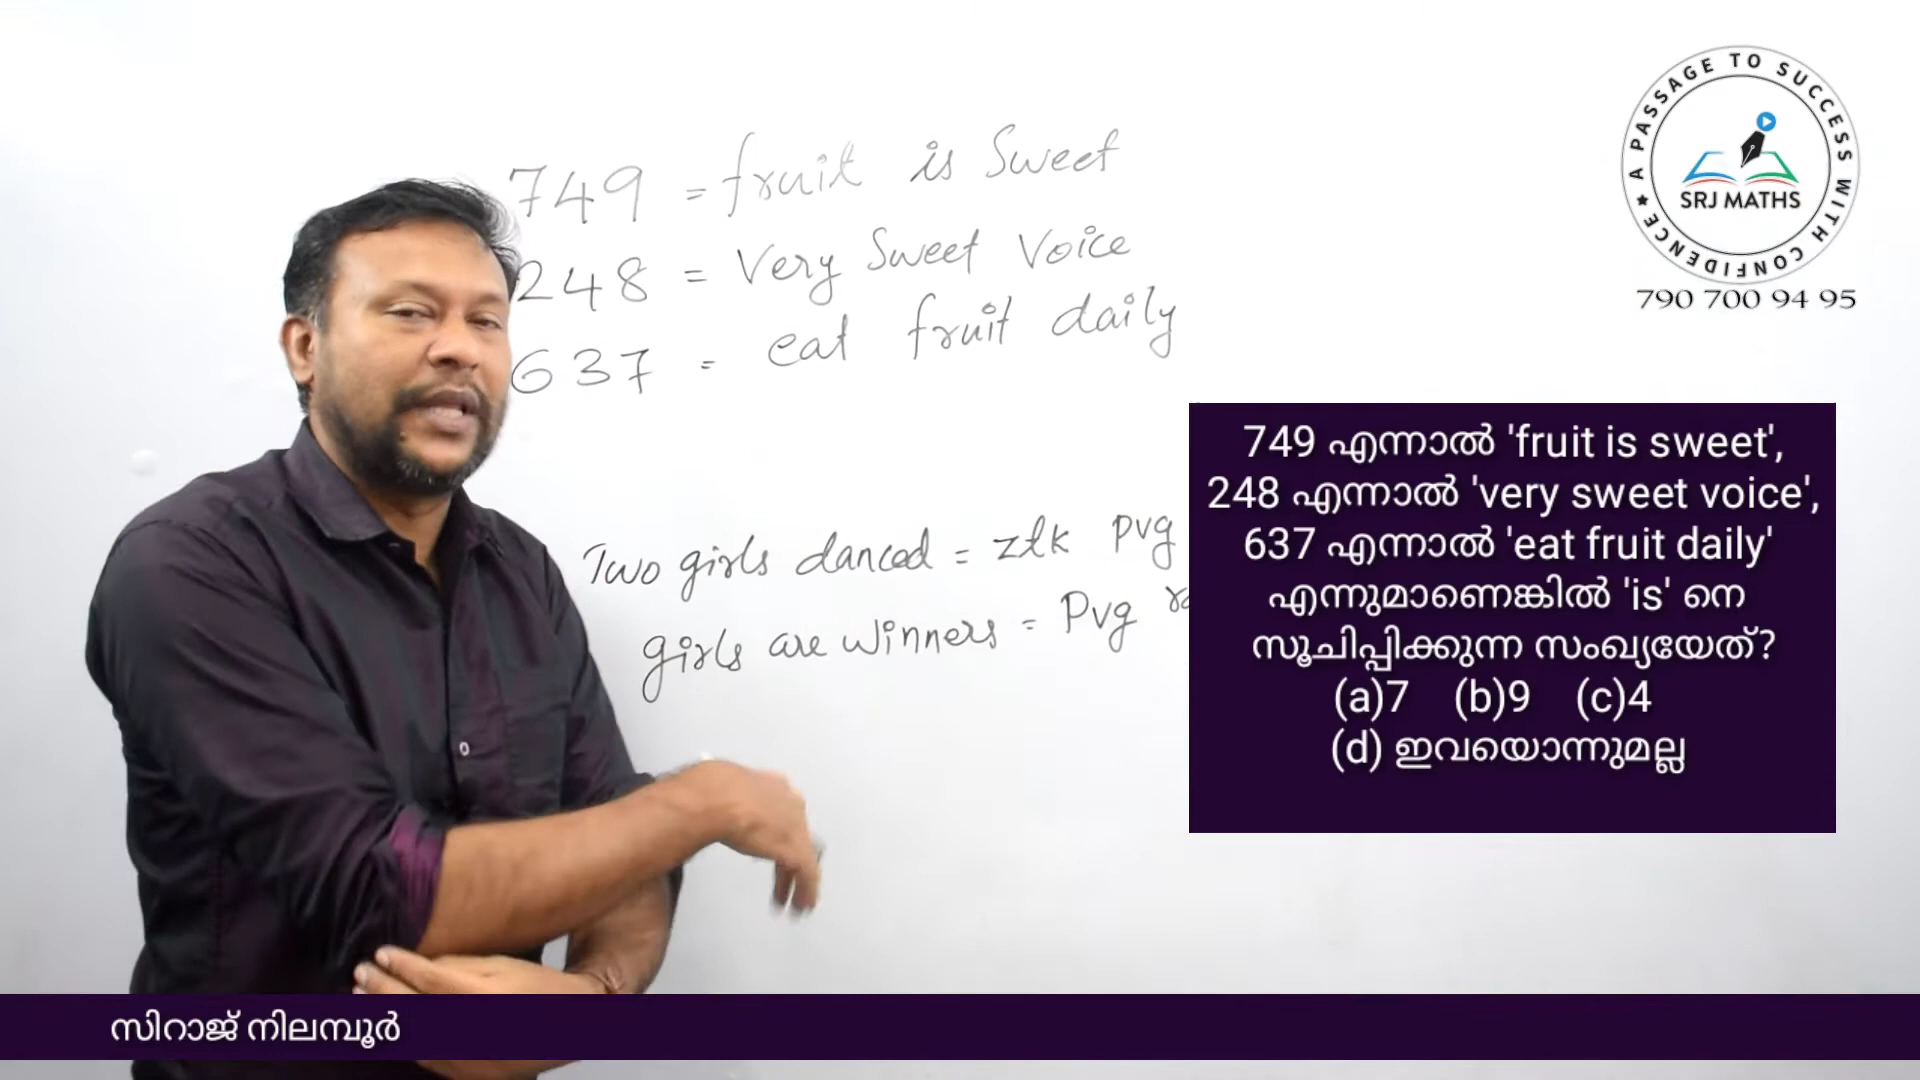 749 = fruit is Sweet
248 = Very Sweet Voice
637 = eat fruit daily
Two girls danced = ztk pvg
girls are winners = Pvg
A PASSAGE TO SUCCESS WITH CONFIDENCE
SRJ MATHS
790 700 94 95
749 എന്നാൽ 'fruit is sweet',
248 എന്നാൽ 'very sweet voice',
637 എന്നാൽ 'eat fruit daily'
എന്നുമാണെങ്കിൽ 'is' നെ
സൂചിപ്പിക്കുന്ന സംഖ്യയേത്?
(a)7 (b)9 (c)4
(d) ഇവയൊന്നുമല്ല
സിറാജ് നിലമ്പൂർ